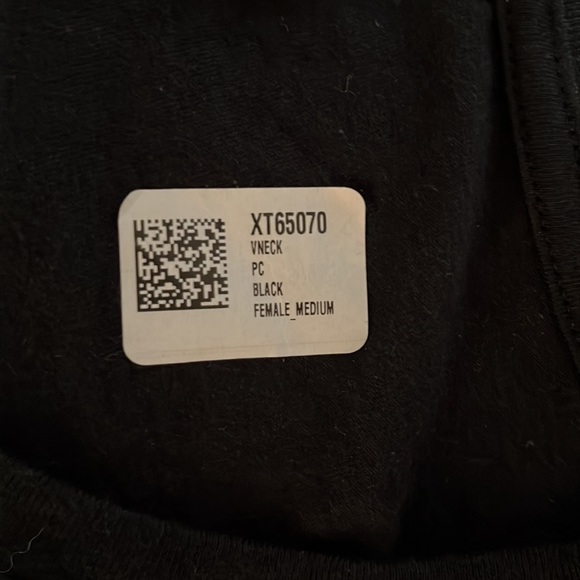 XT65070
VNECK
PC
BLACK
FEMALE_MEDIUM